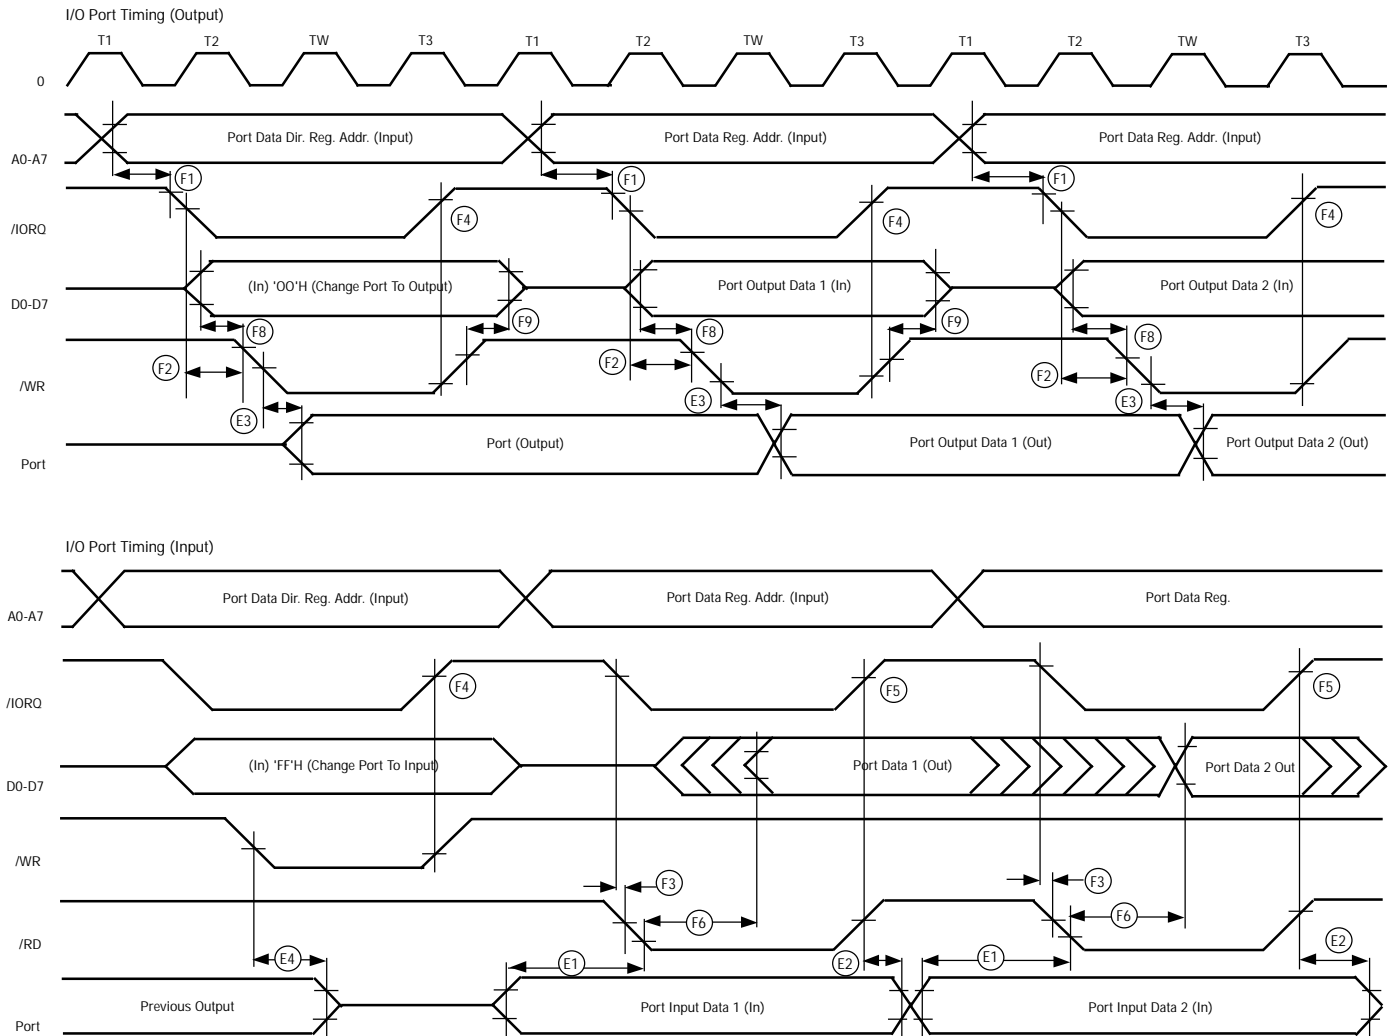 I/O Port Timing (Output)
T1 T2 TW T3 T1 T2 TW T3 T1 T2 TW T3
0
Port Data Dir. Reg. Addr. (Input) Port Data Reg. Addr. (Input) Port Data Reg. Addr. (Input)
A0-A7
F1 F1 F1
F4 F4 F4
/IORQ
(In) 'OO'H (Change Port To Output) Port Output Data 1 (In) Port Output Data 2 (In)
D0-D7
F8 F9 F8 F9 F8
F2 F2 F2
/WR
E3 E3 E3
Port (Output) Port Output Data 1 (Out) Port Output Data 2 (Out)
Port
I/O Port Timing (Input)
Port Data Dir. Reg. Addr. (Input) Port Data Reg. Addr. (Input) Port Data Reg.
A0-A7
F4 F5 F5
/IORQ
(In) 'FF'H (Change Port To Input) Port Data 1 (Out) Port Data 2 Out
D0-D7
/WR
F3 F3
F6 F6
/RD
E4 E1 E2 E1 E2
Previous Output Port Input Data 1 (In) Port Input Data 2 (In)
Port